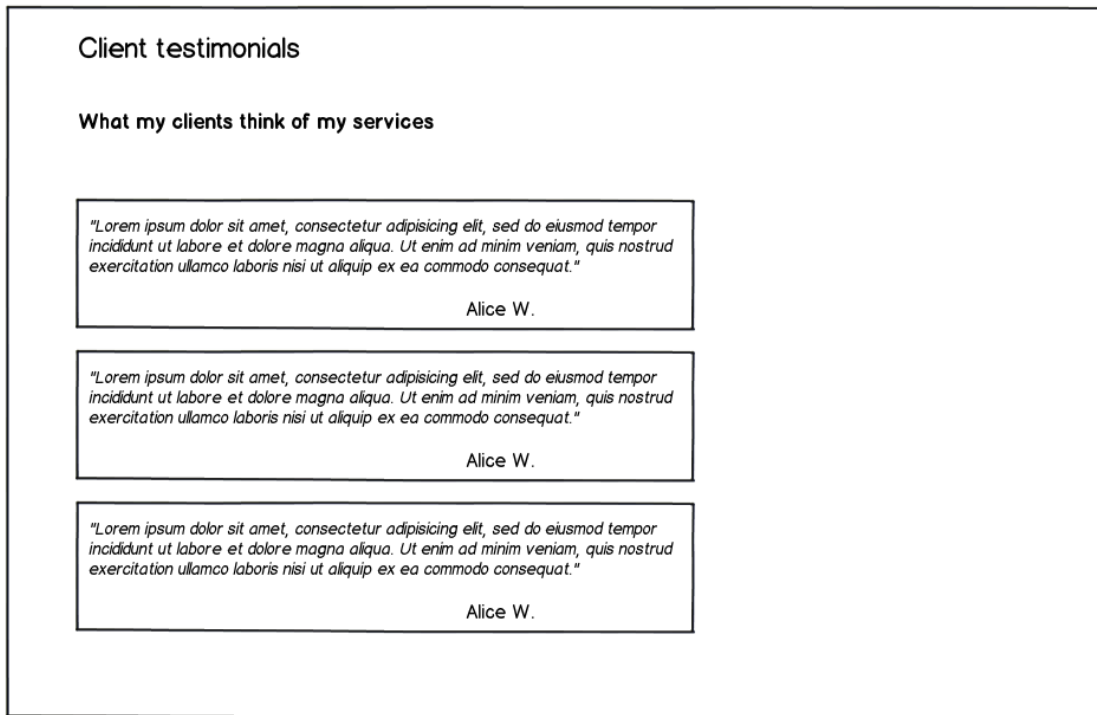 Client testimonials
What my clients think of my services
"Lorem ipsum dolor sit amet, consectetur adipisicing elit, sed do eiusmod tempor
incididunt ut labore et dolore magna aliqua. Ut enim ad minim veniam, quis nostrud
exercitation ullamco laboris nisi ut aliquip ex ea commodo consequat."
Alice W.
"Lorem ipsum dolor sit amet, consectetur adipisicing elit, sed do eiusmod tempor
incididunt ut labore et dolore magna aliqua. Ut enim ad minim veniam, quis nostrud
exercitation ullamco laboris nisi ut aliquip ex ea commodo consequat."
Alice W.
"Lorem ipsum dolor sit amet, consectetur adipisicing elit, sed do eiusmod tempor
incididunt ut labore et dolore magna aliqua. Ut enim ad minim veniam, quis nostrud
exercitation ullamco laboris nisi ut aliquip ex ea commodo consequat."
Alice W.